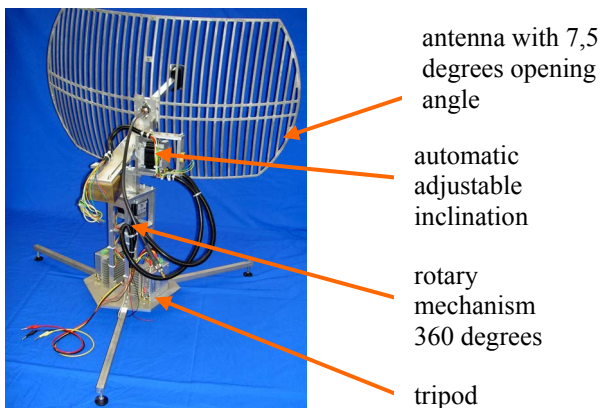 antenna with 7,5
degrees opening
angle
automatic
adjustable
inclination
rotary
mechanism
360 degrees
tripod